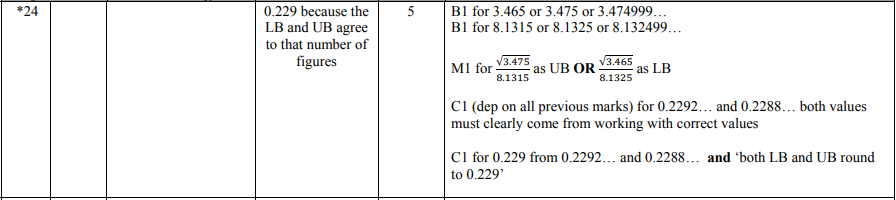 *24
0.229 because the
LB and UB agree
to that number of
figures
5
B1 for 3.465 or 3.475 or 3.474999…
B1 for 8.1315 or 8.1325 or 8.132499…
M1 for √3.475/8.1315 as UB OR √3.465/8.1325 as LB
C1 (dep on all previous marks) for 0.2292… and 0.2288… both values
must clearly come from working with correct values
C1 for 0.229 from 0.2292… and 0.2288… and ‘both LB and UB round
to 0.229’